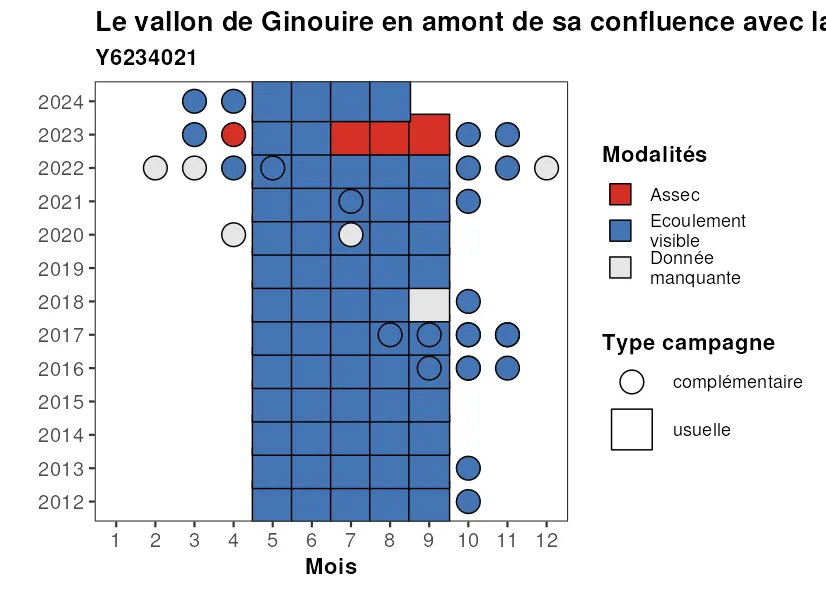 Le vallon de Ginouire en amont de sa confluence avec la
Y6234021
2024
2023
2022
2021
2020
2019
2018
2017
2016
2015
2014
2013
2012
1 2 3 4 5 6 7 8 9 10 11 12
Mois
Modalités
Assec
Ecoulement
visible
Donnée
manquante
Type campagne
complémentaire
usuelle